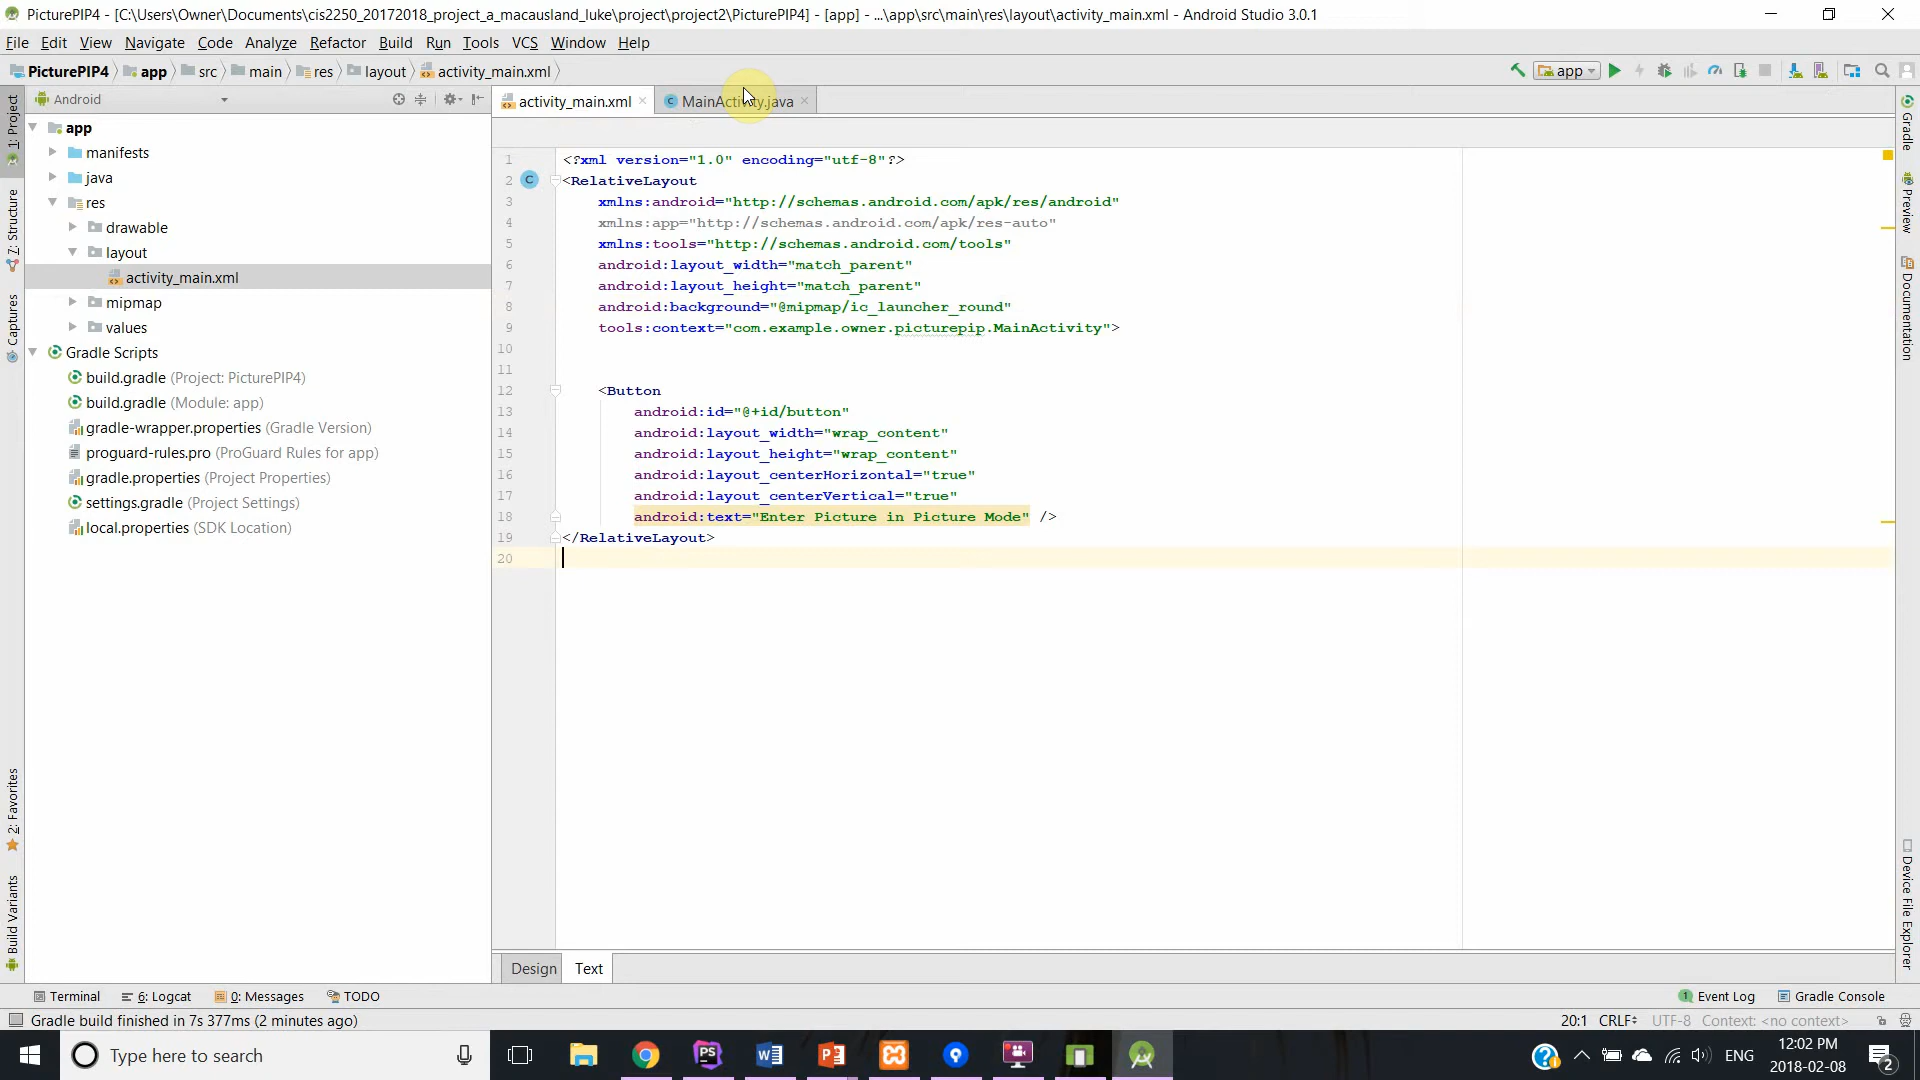 PicturePIP4 - [C:\Users\Owner\Documents\cis2250_20172018_project_a_macausland_luke\project\project2\PicturePIP4] - [app] - ...\app\src\main\res\layout\activity_main.xml - Android Studio 3.0.1
File Edit View Navigate Code Analyze Refactor Build Run Tools VCS Window Help
PicturePIP4 app src main res layout activity_main.xml app
Android
activity_main.xml MainActivity.java
app
manifests
java
res
drawable
layout
activity_main.xml
mipmap
values
Gradle Scripts
build.gradle (Project: PicturePIP4)
build.gradle (Module: app)
gradle-wrapper.properties (Gradle Version)
proguard-rules.pro (ProGuard Rules for app)
gradle.properties (Project Properties)
settings.gradle (Project Settings)
local.properties (SDK Location)
1: Project
7: Structure
Captures
2: Favorites
Build Variants
1 <?xml version="1.0" encoding="utf-8"?>
2 C <RelativeLayout
3 xmlns:android="http://schemas.android.com/apk/res/android"
4 xmlns:app="http://schemas.android.com/apk/res-auto"
5 xmlns:tools="http://schemas.android.com/tools"
6 android:layout_width="match_parent"
7 android:layout_height="match_parent"
8 android:background="@mipmap/ic_launcher_round"
9 tools:context="com.example.owner.picturepip.MainActivity">
10
11
12 <Button
13 android:id="@+id/button"
14 android:layout_width="wrap_content"
15 android:layout_height="wrap_content"
16 android:layout_centerHorizontal="true"
17 android:layout_centerVertical="true"
18 android:text="Enter Picture in Picture Mode" />
19 </RelativeLayout>
20
Gradle
Preview
Documentation
Device File Explorer
Design Text
Terminal 6: Logcat 0: Messages TODO 1 Event Log Gradle Console
Gradle build finished in 7s 377ms (2 minutes ago) 20:1 CRLF UTF-8 Context: <no context>
Type here to search ENG 12:02 PM
2018-02-08 2